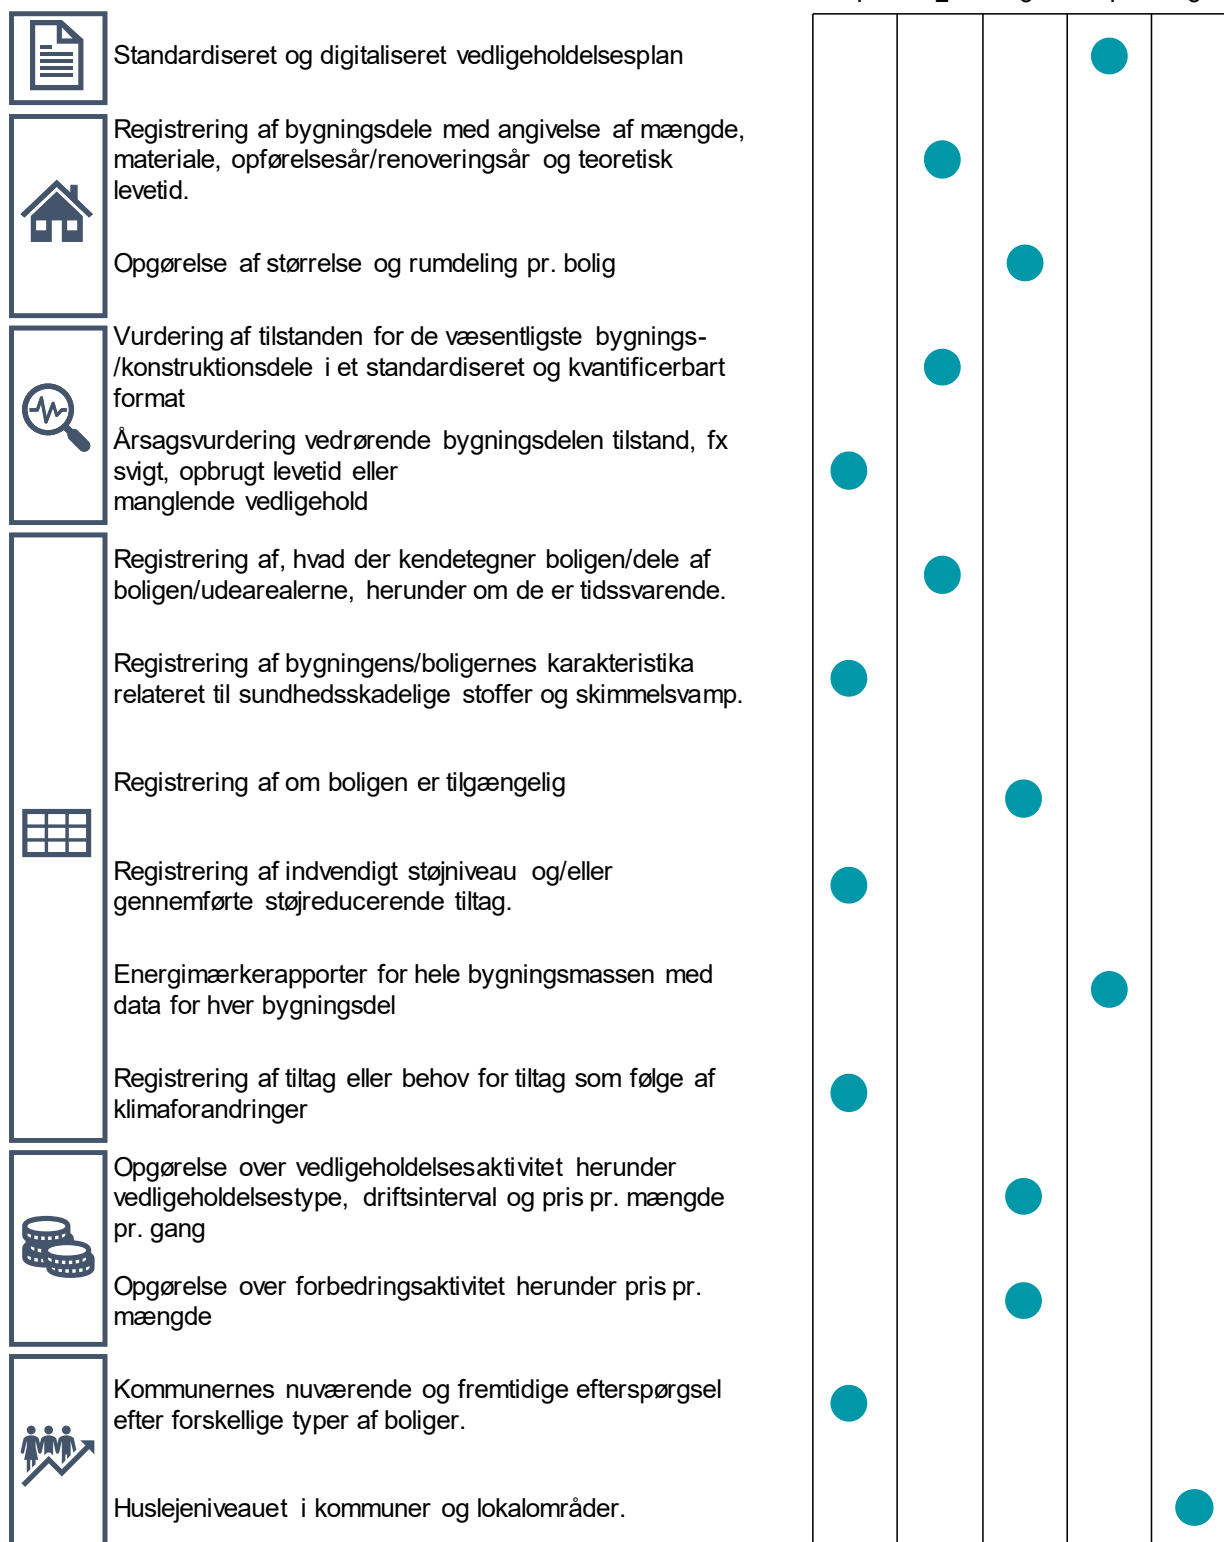 Standardiseret og digitaliseret vedligeholdelsesplan
Registrering af bygningsdele med angivelse af mængde,
materiale, opførelsesår/renoveringsår og teoretisk
levetid.
Opgørelse af størrelse og rumdeling pr. bolig
Vurdering af tilstanden for de væsentligste bygnings-
/konstruktionsdele i et standardiseret og kvantificerbart
format
Årsagsvurdering vedrørende bygningsdelen tilstand, fx
svigt, opbrugt levetid eller
manglende vedligehold
Registrering af, hvad der kendetegner boligen/dele af
boligen/udearealerne, herunder om de er tidssvarende.
Registrering af bygningens/boligernes karakteristika
relateret til sundhedsskadelige stoffer og skimmelsvamp.
Registrering af om boligen er tilgængelig
Registrering af indvendigt støjniveau og/eller
gennemførte støjreducerende tiltag.
Energimærkerapporter for hele bygningsmassen med
data for hver bygningsdel
Registrering af tiltag eller behov for tiltag som følge af
klimaforandringer
Opgørelse over vedligeholdelsesaktivitet herunder
vedligeholdelsestype, driftsinterval og pris pr. mængde
pr. gang
Opgørelse over forbedringsaktivitet herunder pris pr.
mængde
Kommunernes nuværende og fremtidige efterspørgsel
efter forskellige typer af boliger.
Huslejeniveauet i kommuner og lokalområder.